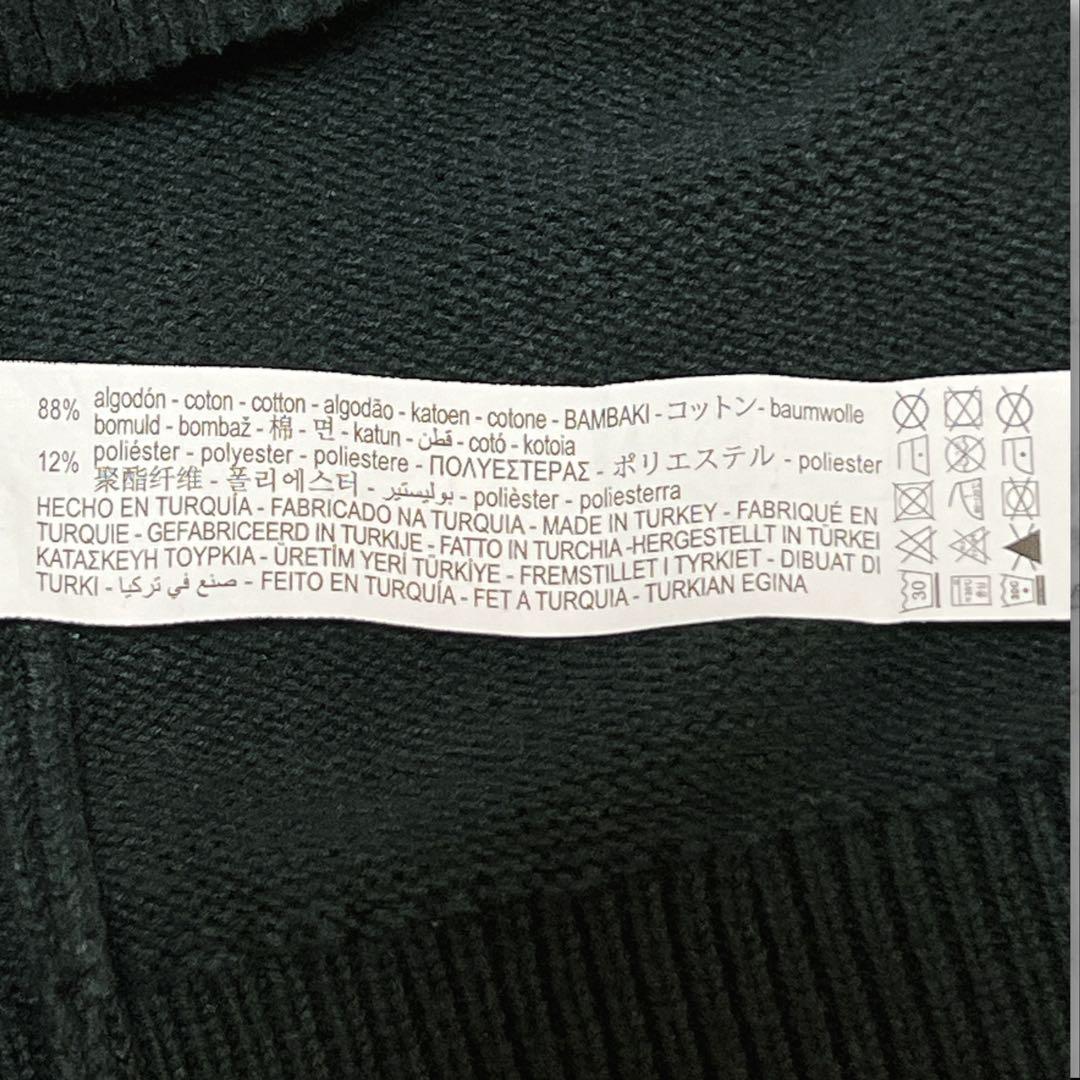 88% algodón - coton - cotton - algodão - katoen - cotone - BAMBAKI - コットン - baumwolle
bomuld - bombaž - 棉 - 면 - katun - قطن - cotó - kotoia
12% poliéster - polyester - poliestere - ΠΟΛΥΕΣΤΕΡΑΣ - ポリエステル - poliester
聚酯纤维 - 폴리에스터 - بوليستير - polièster - poliesterra
HECHO EN TURQUÍA - FABRICADO NA TURQUIA - MADE IN TURKEY - FABRIQUÉ EN
TURQUIE - GEFABRICEERD IN TURKIJE - FATTO IN TURCHIA -HERGESTELLT IN TÜRKEI
ΚΑΤΑΣΚΕΥΗ ΤΟΥΡΚΙΑ - ÜRETİM YERİ TÜRKİYE - FREMSTILLET I TYRKIET - DIBUAT DI
TURKI - صنع في تركيا - FEITO EN TURQUÍA - FET A TURQUIA - TURKIAN EGINA
30